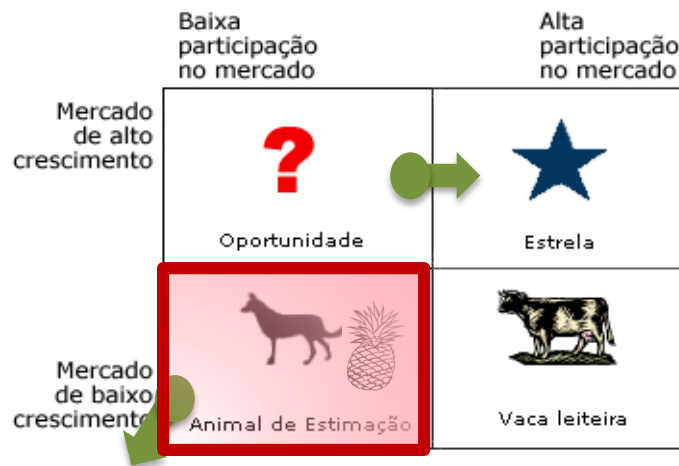 Baixa
participação
no mercado
Alta
participação
no mercado
Mercado
de alto
crescimento
?
Oportunidade
Estrela
Mercado
de baixo
crescimento
Animal de Estimação
Vaca leiteira